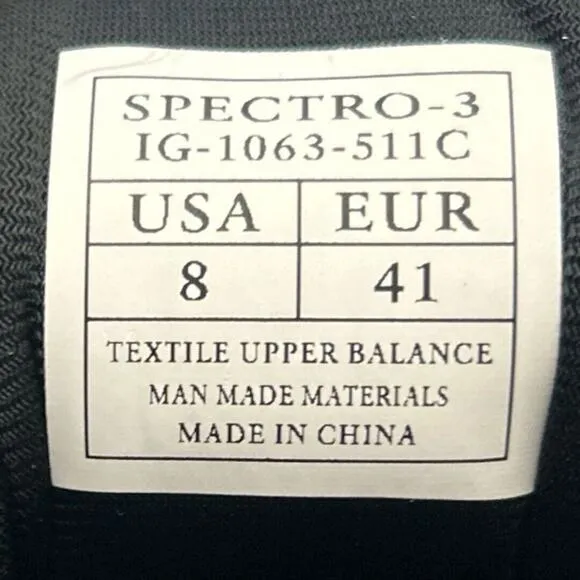 SPECTRO-3
IG-1063-511C
USA EUR
8 41
TEXTILE UPPER BALANCE
MAN MADE MATERIALS
MADE IN CHINA